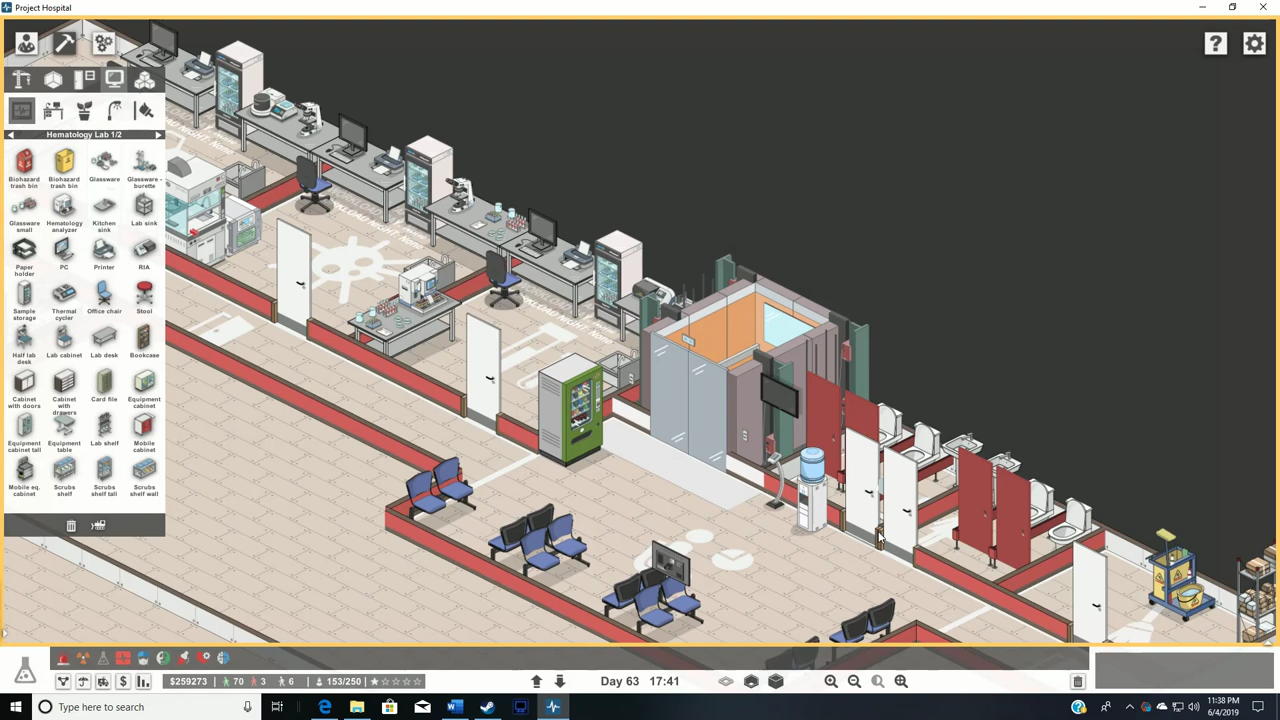 Project Hospital
Hematology Lab 1/2
Biohazard trash bin
Biohazard trash bin
Glassware
Glassware - burette
Glassware small
Hematology analyzer
Kitchen sink
Lab sink
Paper holder
PC
Printer
RIA
Sample storage
Thermal cycler
Office chair
Stool
Half lab desk
Lab cabinet
Lab desk
Bookcase
Cabinet with doors
Cabinet with drawers
Card file
Equipment cabinet
Equipment cabinet tall
Equipment table
Lab shelf
Mobile cabinet
Mobile eq. cabinet
Scrubs shelf
Scrubs shelf tall
Scrubs shelf wall
?
$
$259273
70
3
6
153/250
Day 63
17:41
Type here to search
11:38 PM
6/4/2019